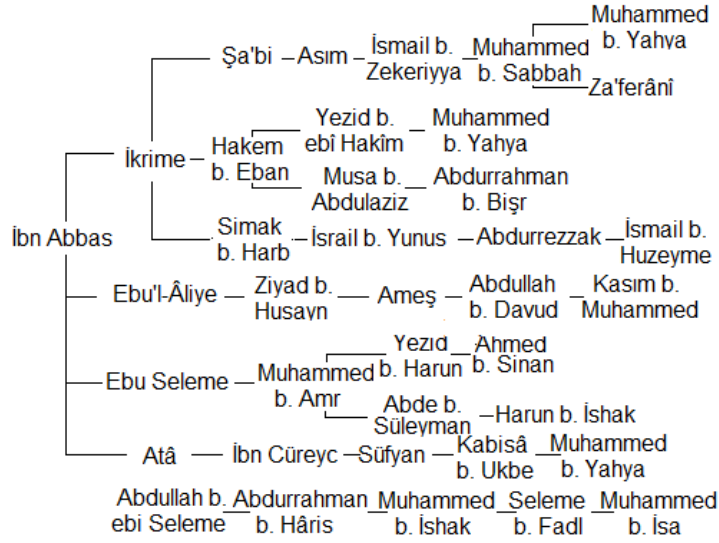 Muhammed
b. Yahya
Şa'bi
Asım
İsmail b.
Zekeriyya
Muhammed
b. Sabbah
Za'ferânî
İkrime
Hakem
b. Eban
Yezid b.
ebî Hakîm
Muhammed
b. Yahya
Musa b.
Abdulaziz
Abdurrahman
b. Bişr
İbn Abbas
Simak
b. Harb
İsrail b. Yunus
Abdurrezzak
İsmail b.
Huzeyme
Ebu'l-Âliye
Ziyad b.
Husayn
Ameş
Abdullah
b. Davud
Kasım b.
Muhammed
Ebu Seleme
Muhammed
b. Amr
Yezid
b. Harun
Ahmed
b. Sinan
Abde b.
Süleyman
Harun b. İshak
Atâ
İbn Cüreyc
Süfyan
Kabisâ
b. Ukbe
Muhammed
b. Yahya
Abdullah b.
ebi Seleme
Abdurrahman
b. Hâris
Muhammed
b. İshak
Seleme
b. Fadl
Muhammed
b. İsa